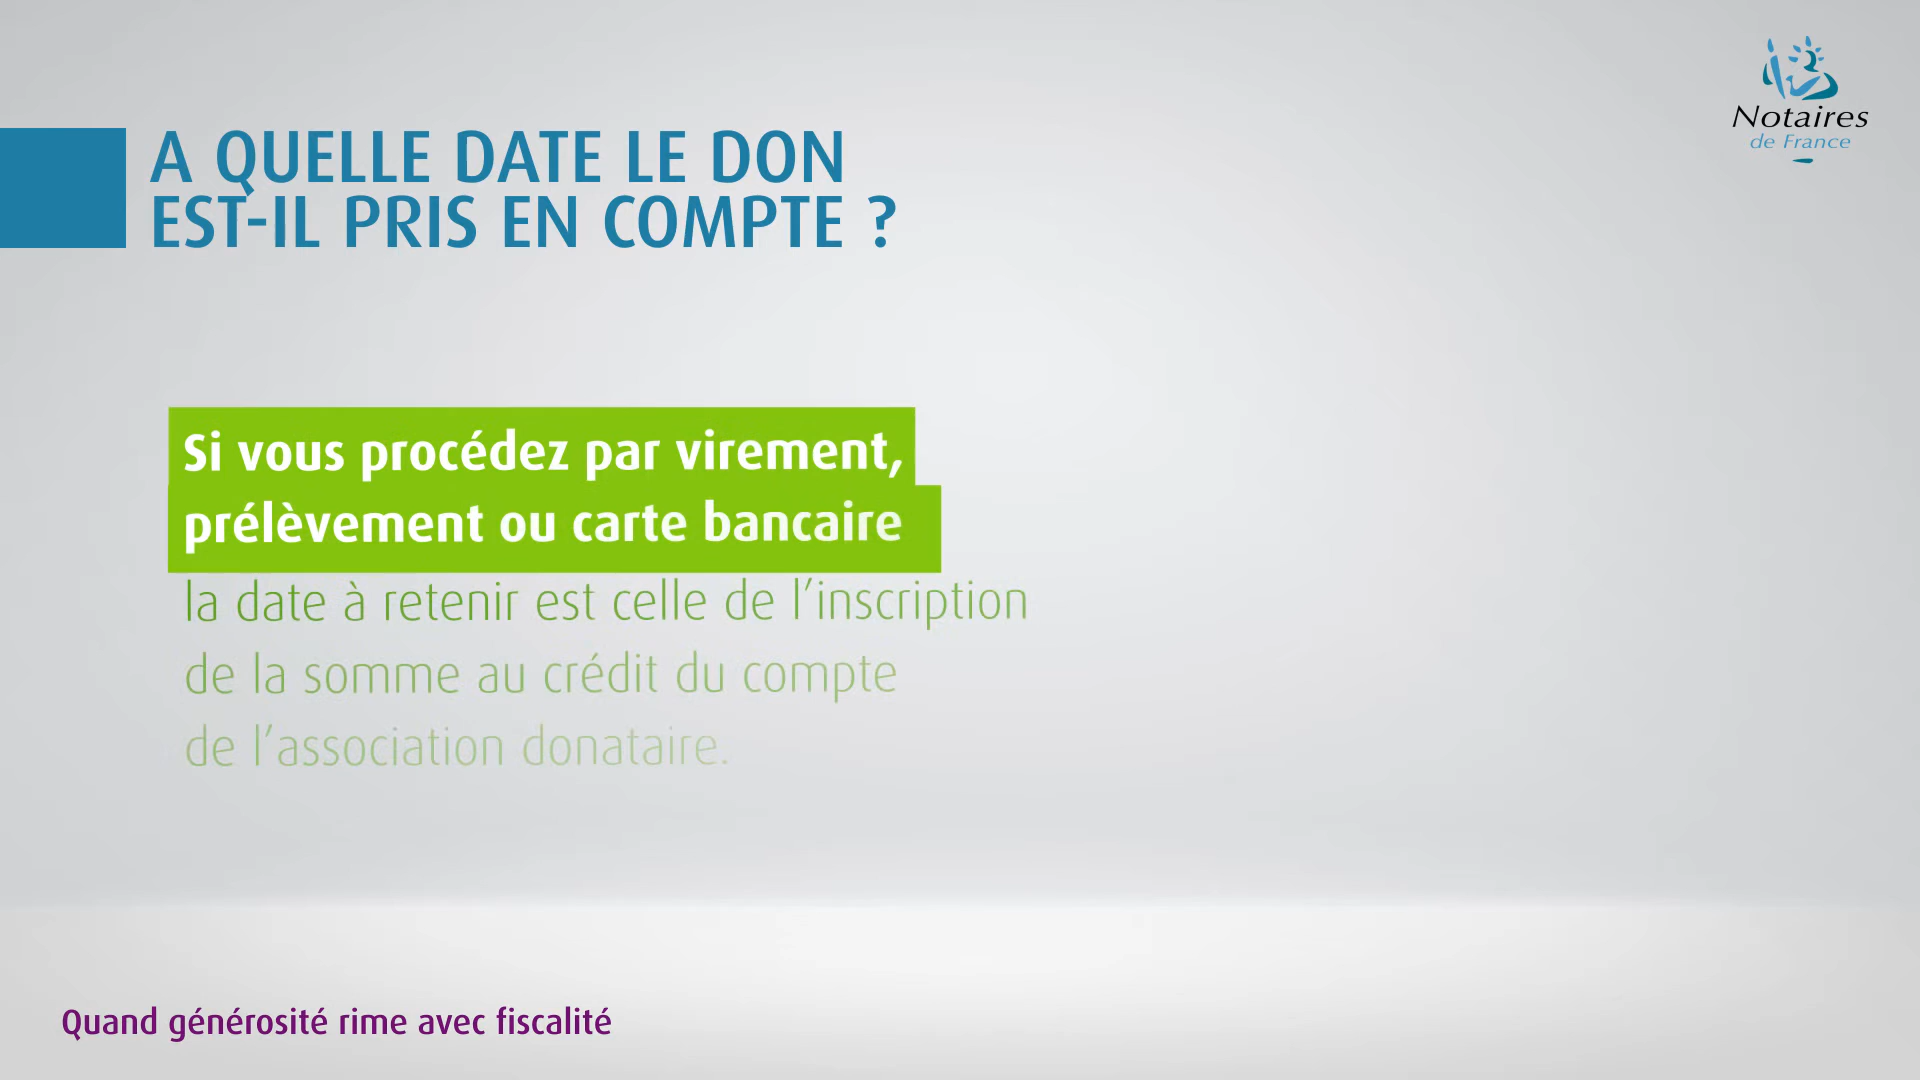 Notaires
de France
A QUELLE DATE LE DON
EST-IL PRIS EN COMPTE ?
Si vous procédez par virement,
prélèvement ou carte bancaire
la date à retenir est celle de l’inscription
de la somme au crédit du compte
de l’association donataire.
Quand générosité rime avec fiscalité